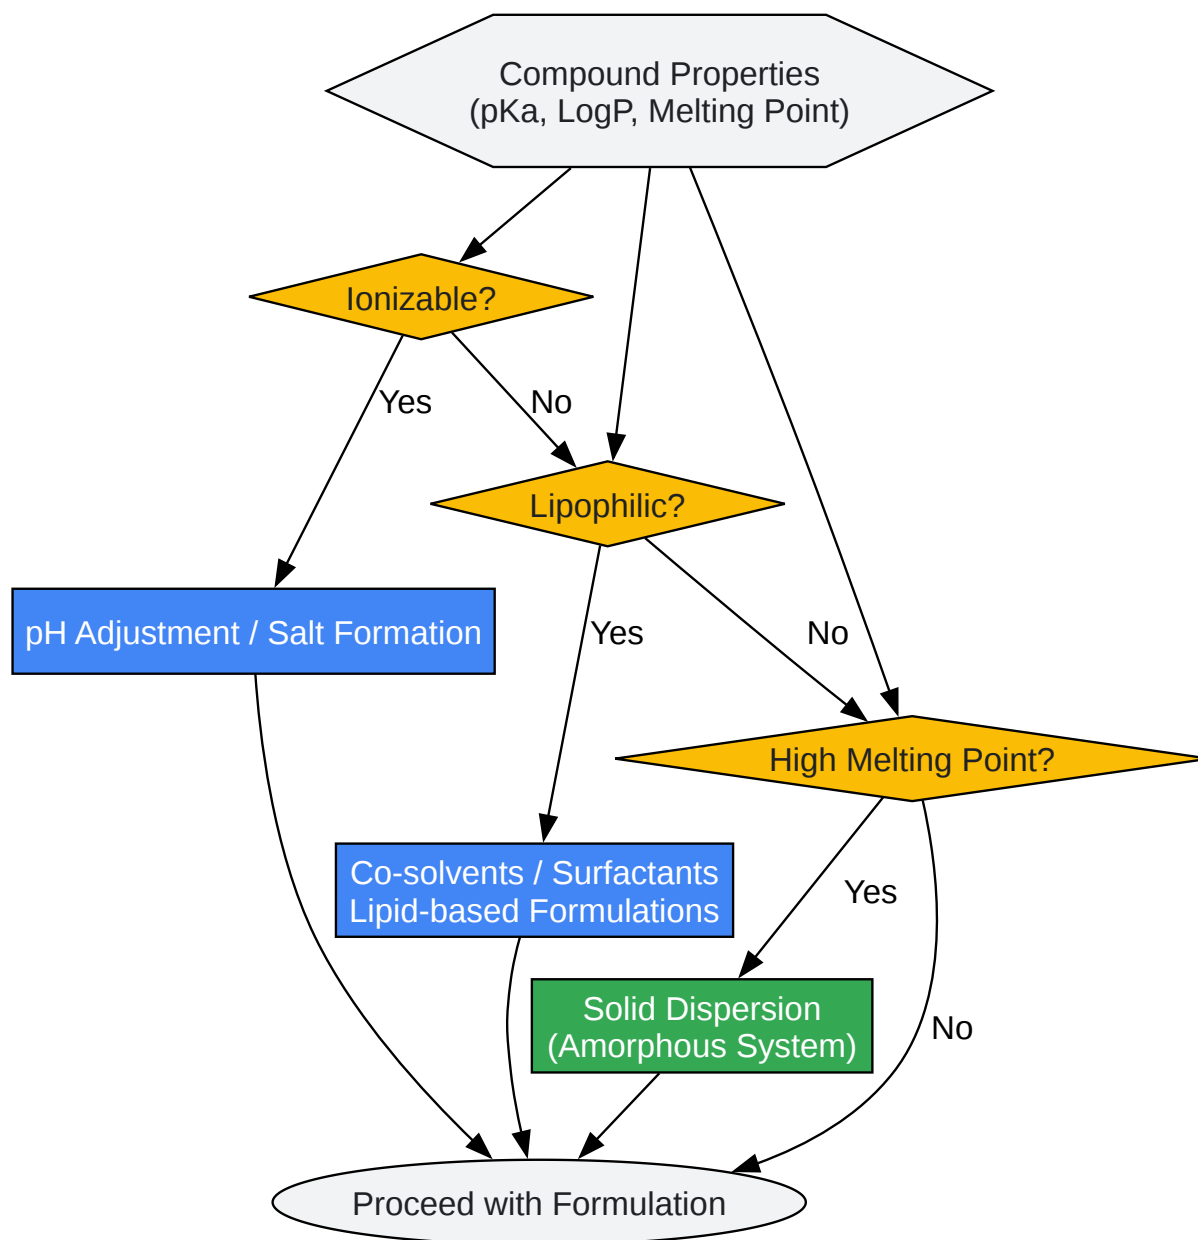 Compound Properties
(pKa, LogP, Melting Point)
Ionizable?
Yes
No
Lipophilic?
pH Adjustment / Salt Formation
Yes
No
High Melting Point?
Co-solvents / Surfactants
Lipid-based Formulations
Yes
Solid Dispersion
(Amorphous System)
No
Proceed with Formulation